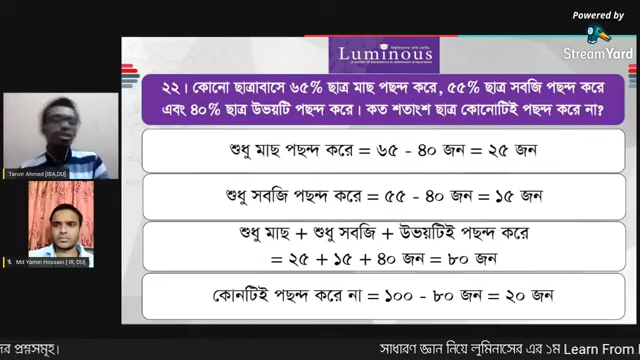 Powered by
StreamYard
Luminous
২২। কোনো ছাত্রাবাসে ৬৫% ছাত্র মাছ পছন্দ করে, ৫৫% ছাত্র সবজি পছন্দ করে
এবং ৪০% ছাত্র উভয়টি পছন্দ করে। কত শতাংশ ছাত্র কোনোটিই পছন্দ করে না?
শুধু মাছ পছন্দ করে = ৬৫ - ৪০ জন = ২৫ জন
শুধু সবজি পছন্দ করে = ৫৫ - ৪০ জন = ১৫ জন
শুধু মাছ + শুধু সবজি + উভয়টিই পছন্দ করে
= ২৫ + ১৫ + ৪০ জন = ৮০ জন
কোনটিই পছন্দ করে না = ১০০ - ৮০ জন = ২০ জন
Tanvir Ahmed [IBA,DU]
Md Yamin Hossain [ IR, DU]
প্রশ্নসমূহ।
সাধারণ জ্ঞান নিয়ে লুমিনাসের এর ১ম Learn From